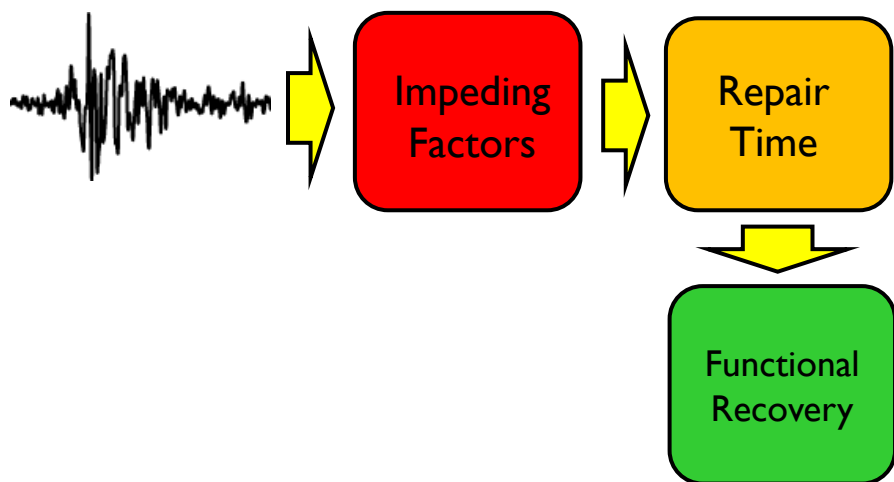 Impeding
Factors
Repair
Time
Functional
Recovery